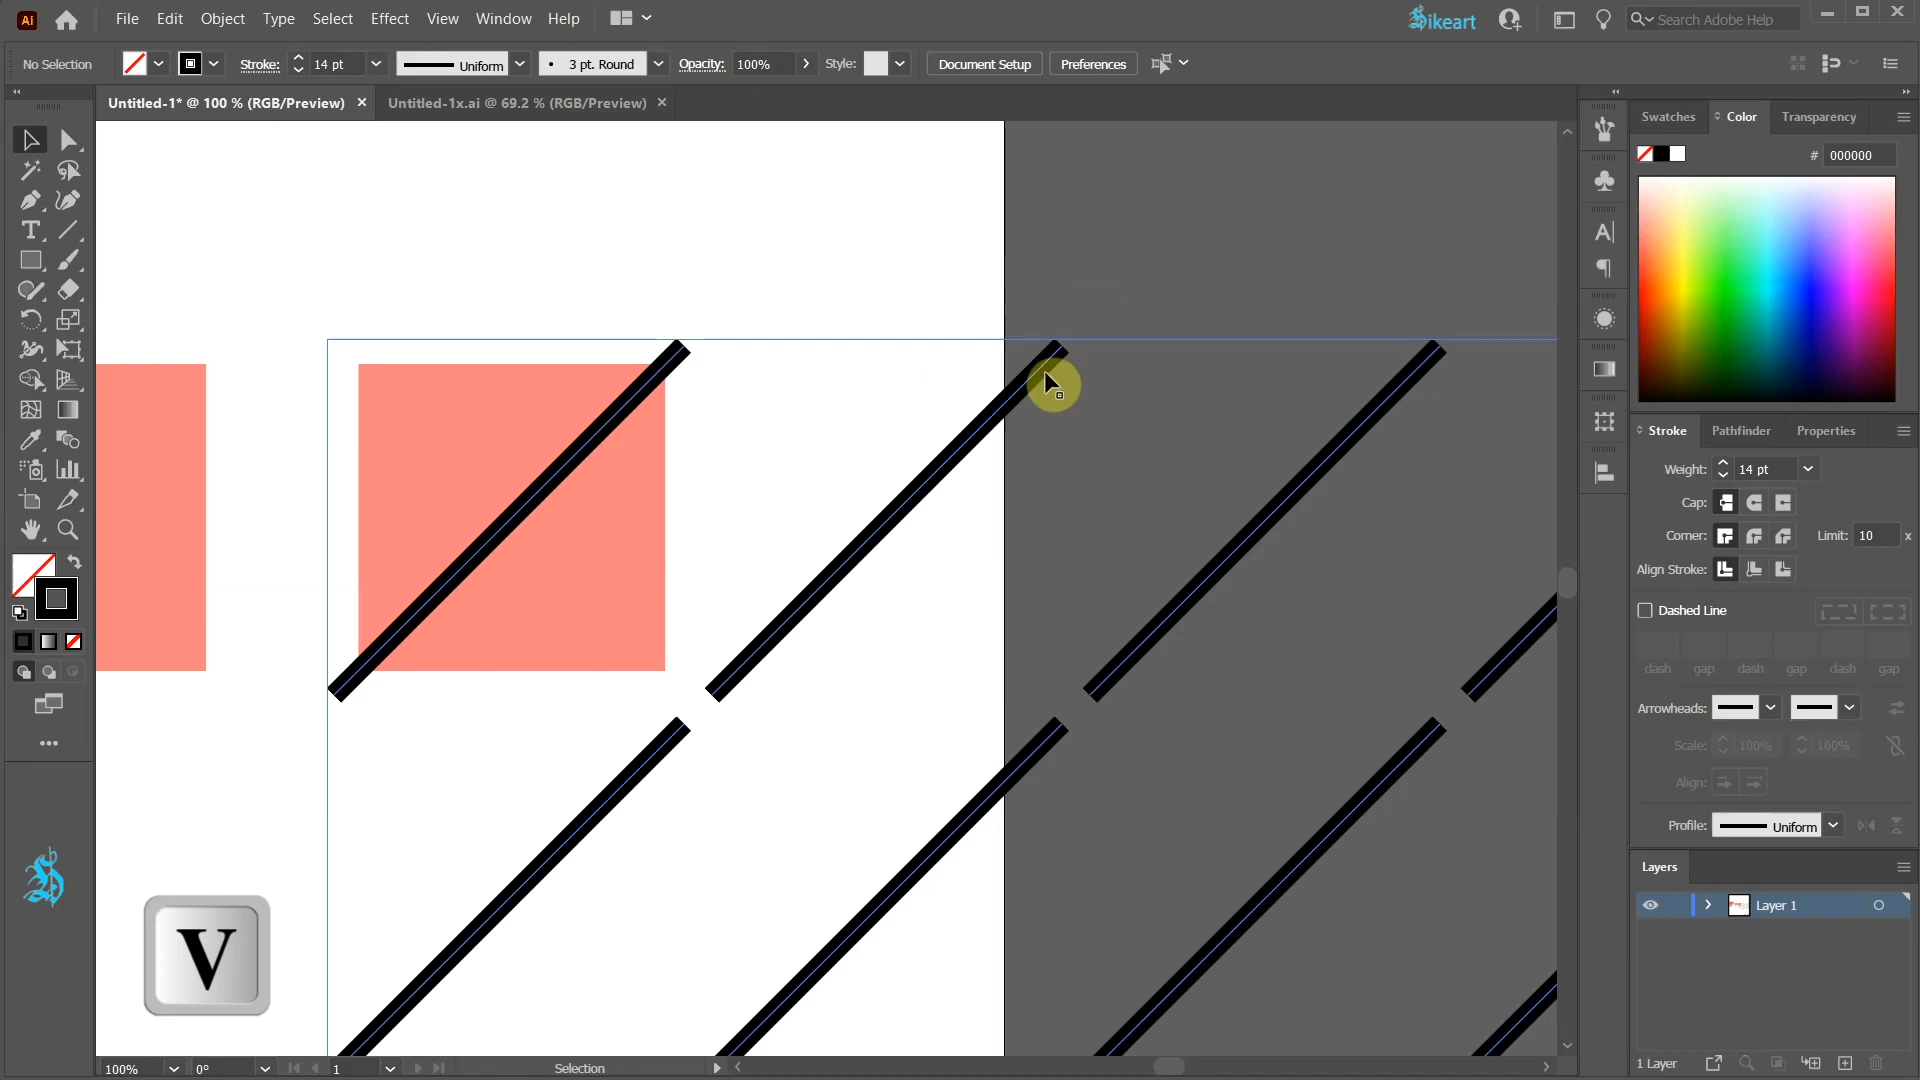 Ai File Edit Object Type Select Effect View Window Help
Sikeart Search Adobe Help
No Selection Stroke: 14 pt Uniform 3 pt. Round Opacity: 100% Style: Document Setup Preferences
Untitled-1* @ 100 % (RGB/Preview) Untitled-1x.ai @ 69.2 % (RGB/Preview)
Swatches Color Transparency
# 000000
Stroke Pathfinder Properties
Weight: 14 pt
Cap:
Corner: Limit: 10 x
Align Stroke:
Dashed Line
dash gap dash gap dash gap
Arrowheads:
Scale: 100% 100%
Align:
Profile: Uniform
Layers
Layer 1
V
1 Layer
100% 0° 1 Selection